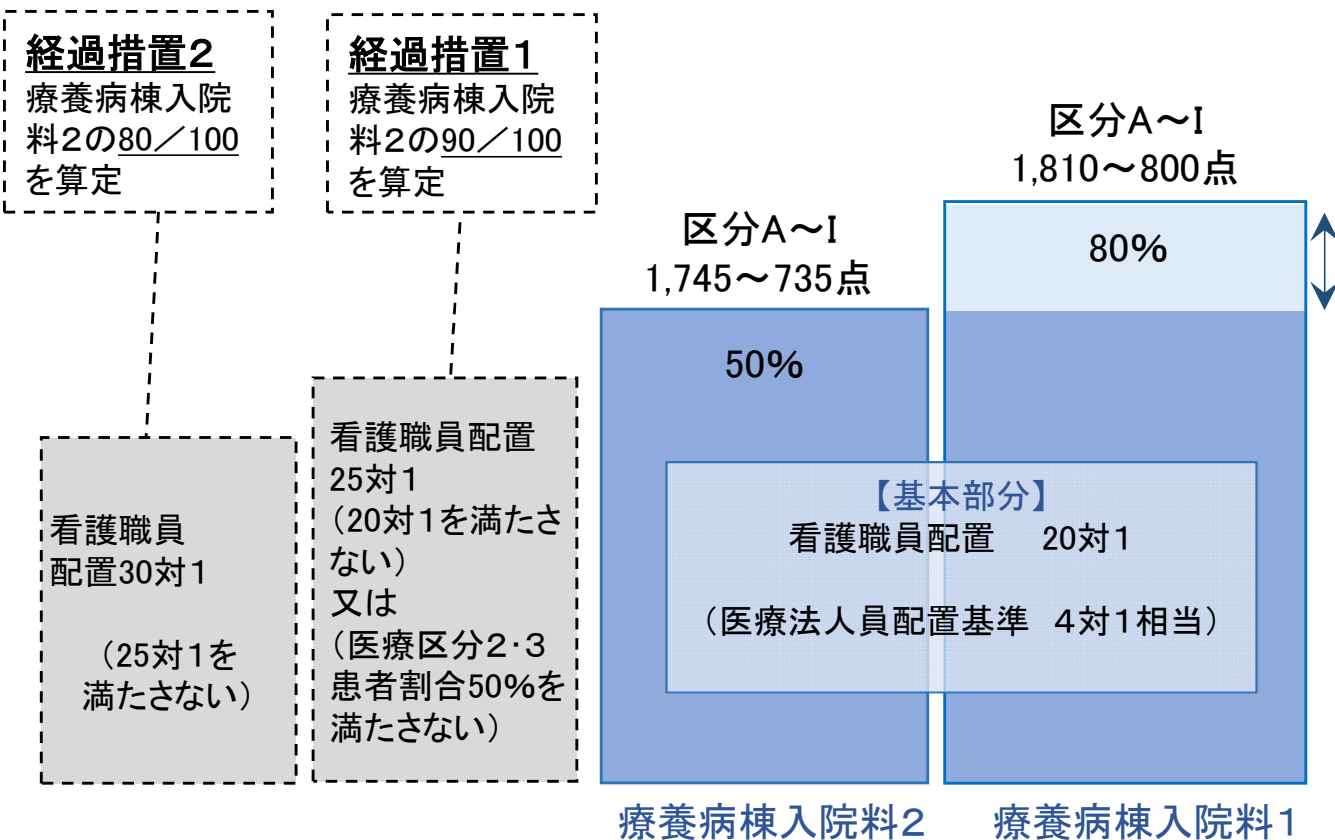 経過措置2
療養病棟入院
料2の80／100
を算定
経過措置1
療養病棟入院
料2の90／100
を算定
区分A～I
1,745～735点
区分A～I
1,810～800点
50%
80%
看護職員
配置30対1
（25対1を
満たさない）
看護職員配置
25対1
（20対1を満たさ
ない）
又は
（医療区分2・3
患者割合50%を
満たさない）
【基本部分】
看護職員配置　20対1
（医療法人員配置基準　4対1相当）
療養病棟入院料2
療養病棟入院料1